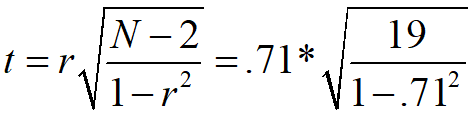 t = r√((N − 2)/(1 − r²)) = .71*√(19/(1 − .71²))